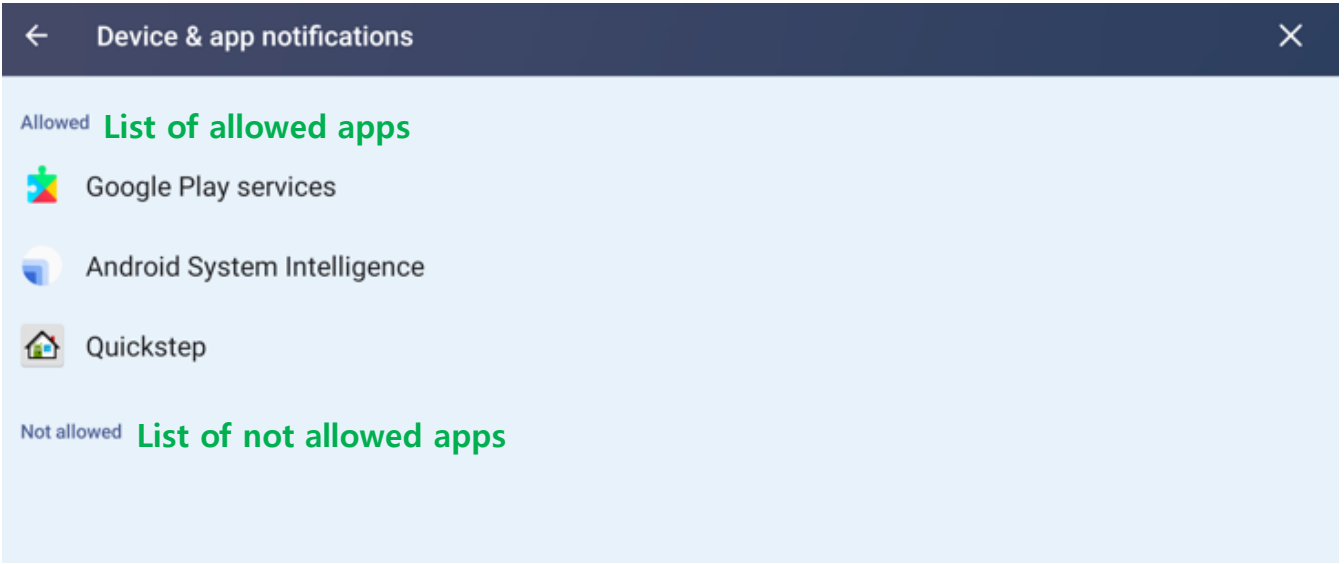 Device & app notifications
Allowed List of allowed apps
Google Play services
Android System Intelligence
Quickstep
Not allowed List of not allowed apps